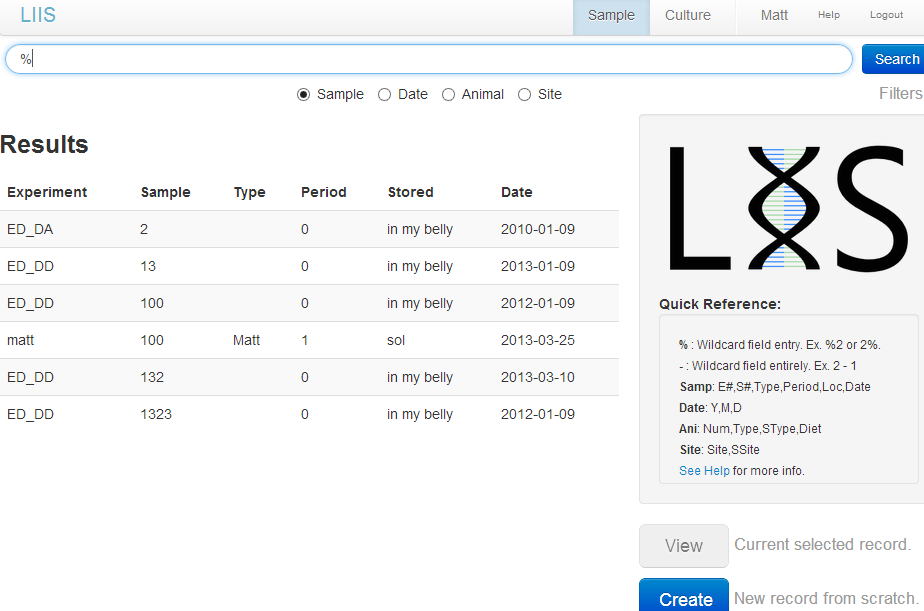 LIIS Sample Culture Matt Help Logout
% Search
Sample Date Animal Site Filters
Results
Experiment Sample Type Period Stored Date
ED_DA 2 0 in my belly 2010-01-09
ED_DD 13 0 in my belly 2013-01-09
ED_DD 100 0 in my belly 2012-01-09
matt 100 Matt 1 sol 2013-03-25
ED_DD 132 0 in my belly 2013-03-10
ED_DD 1323 0 in my belly 2012-01-09
LIIS
Quick Reference:
% : Wildcard field entry. Ex. %2 or 2%.
- : Wildcard field entirely. Ex. 2 - 1
Samp: E#,S#,Type,Period,Loc,Date
Date: Y,M,D
Ani: Num,Type,SType,Diet
Site: Site,SSite
See Help for more info.
View Current selected record.
Create New record from scratch.